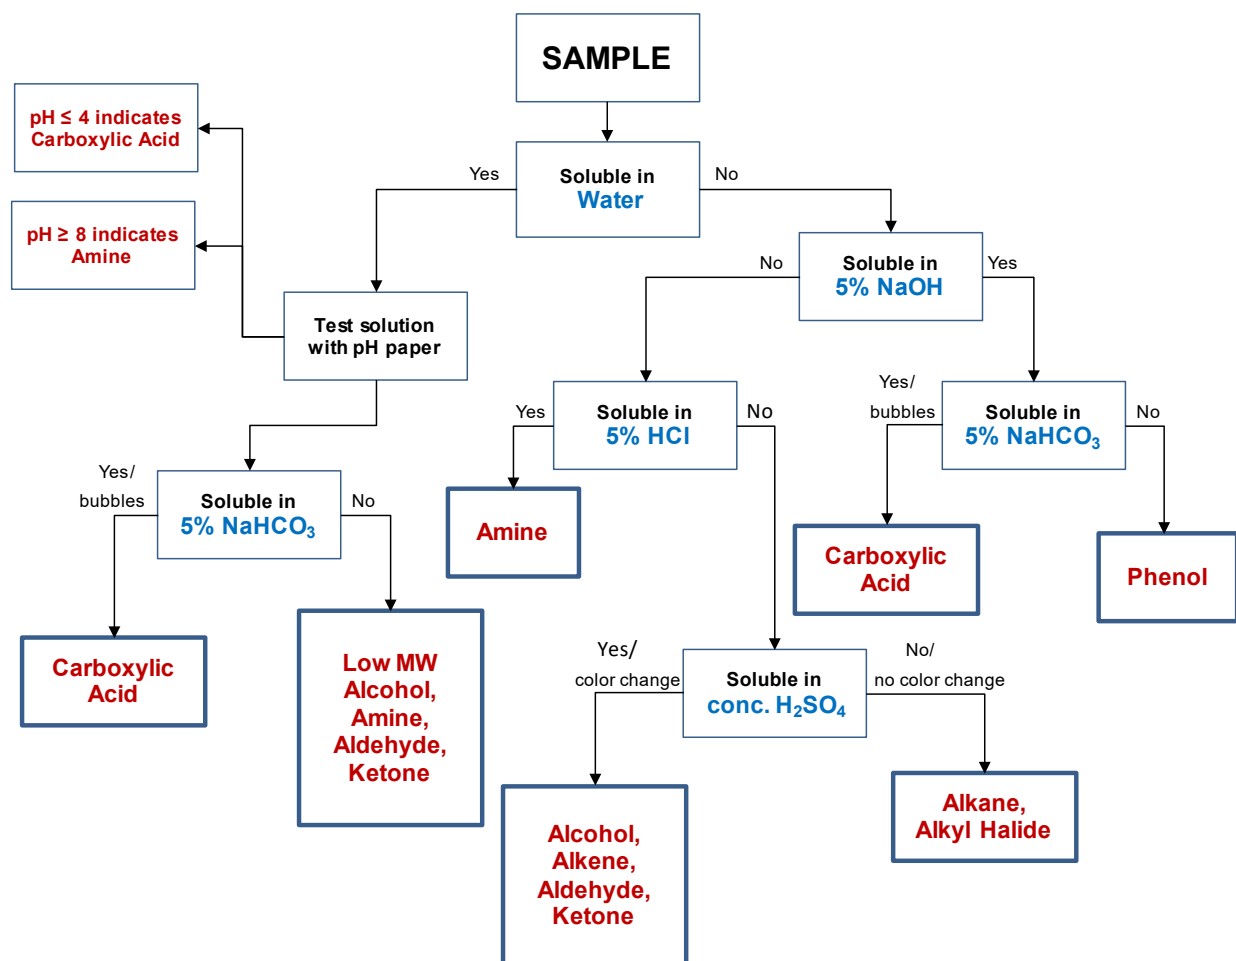 SAMPLE
pH ≤ 4 indicates
Carboxylic Acid
Yes
Soluble in
Water
No
pH ≥ 8 indicates
Amine
No
Soluble in
5% NaOH
Yes
Test solution
with pH paper
Yes
Soluble in
5% HCl
No
Yes/
bubbles
Soluble in
5% NaHCO₃
No
Yes/
bubbles
Soluble in
5% NaHCO₃
No
Amine
Carboxylic
Acid
Phenol
Carboxylic
Acid
Low MW
Alcohol,
Amine,
Aldehyde,
Ketone
Yes/
color change
Soluble in
conc. H₂SO₄
No/
no color change
Alcohol,
Alkene,
Aldehyde,
Ketone
Alkane,
Alkyl Halide